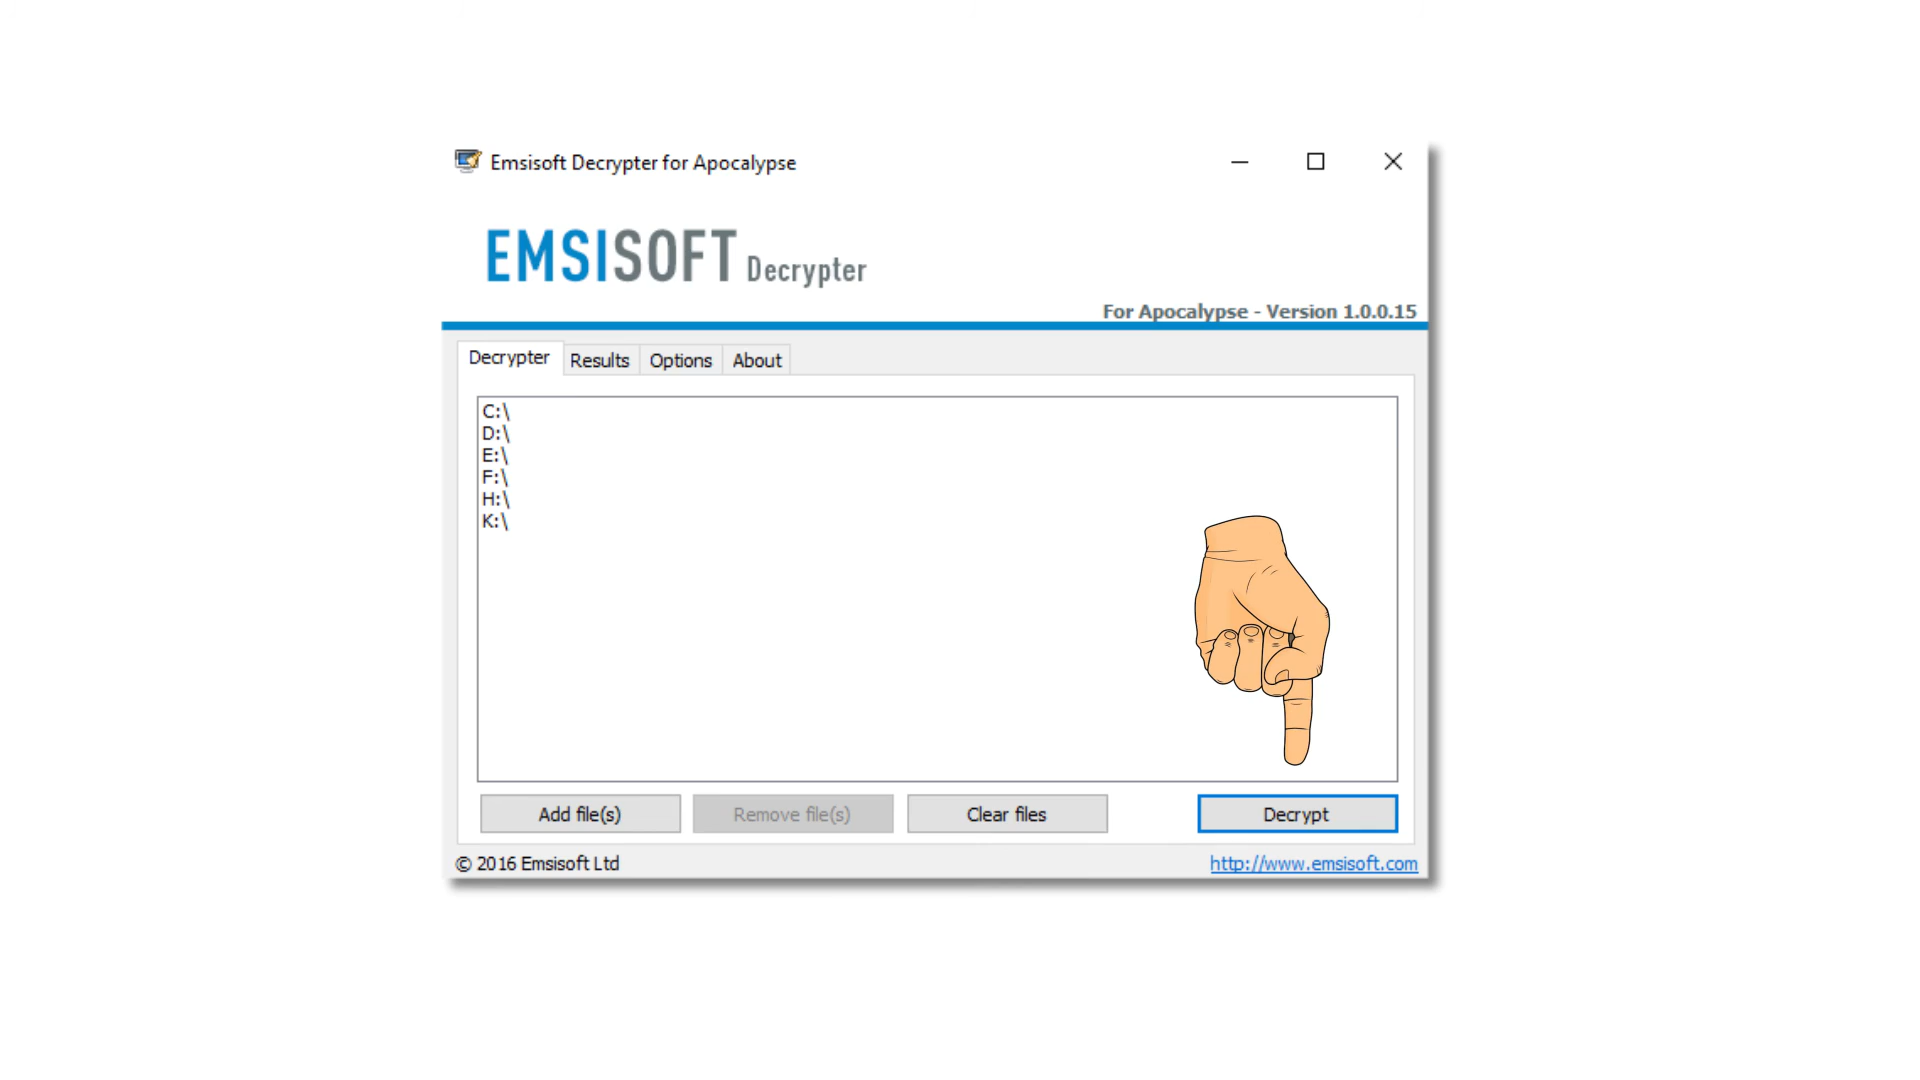 Emsisoft Decrypter for Apocalypse
EMSISOFT Decrypter
For Apocalypse - Version 1.0.0.15
Decrypter Results Options About
C:\
D:\
E:\
F:\
H:\
K:\
Add file(s) Remove file(s) Clear files Decrypt
© 2016 Emsisoft Ltd http://www.emsisoft.com